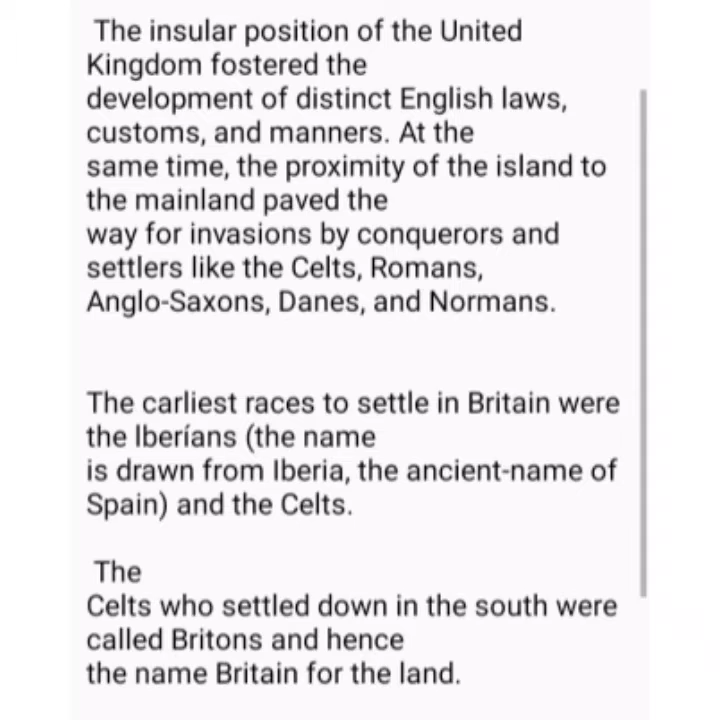 The insular position of the United
Kingdom fostered the
development of distinct English laws,
customs, and manners. At the
same time, the proximity of the island to
the mainland paved the
way for invasions by conquerors and
settlers like the Celts, Romans,
Anglo-Saxons, Danes, and Normans.
The carliest races to settle in Britain were
the Iberíans (the name
is drawn from Iberia, the ancient-name of
Spain) and the Celts.
The
Celts who settled down in the south were
called Britons and hence
the name Britain for the land.